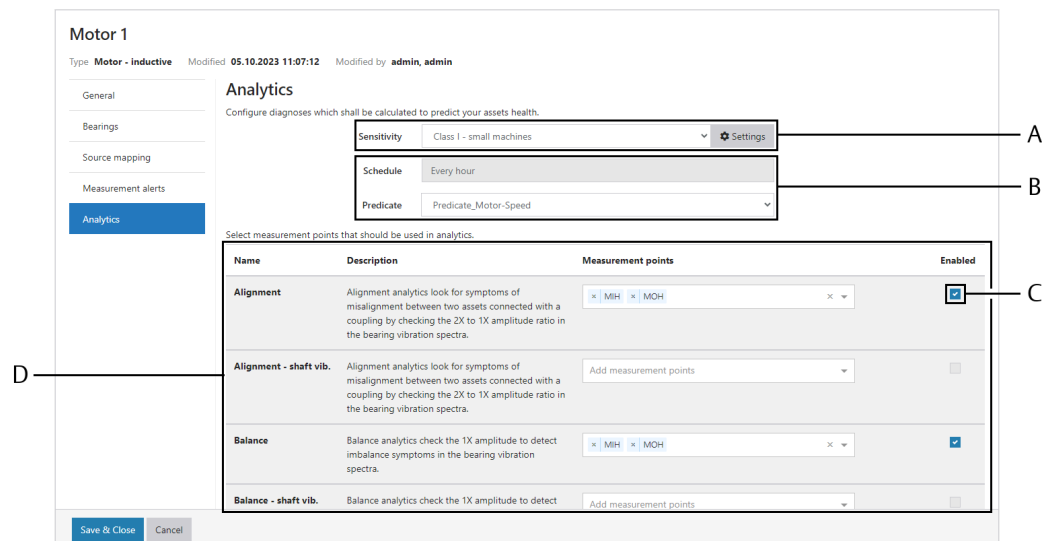 Motor 1
Type Motor - inductive Modified 05.10.2023 11:07:12 Modified by admin, admin
General
Bearings
Source mapping
Measurement alerts
Analytics
Analytics
Configure diagnoses which shall be calculated to predict your assets health.
Sensitivity Class I - small machines Settings
A
Schedule Every hour
Predicate Predicate_Motor-Speed
B
Select measurement points that should be used in analytics.
Name Description Measurement points Enabled
Alignment
Alignment analytics look for symptoms of
misalignment between two assets connected with a
coupling by checking the 2X to 1X amplitude ratio in
the bearing vibration spectra.
× MIH × MOH ×
C
D
Alignment - shaft vib.
Alignment analytics look for symptoms of
misalignment between two assets connected with a
coupling by checking the 2X to 1X amplitude ratio in
the bearing vibration spectra.
Add measurement points
Balance
Balance analytics check the 1X amplitude to detect
imbalance symptoms in the bearing vibration
spectra.
× MIH × MOH ×
Balance - shaft vib.
Balance analytics check the 1X amplitude to detect
Add measurement points
Save & Close Cancel